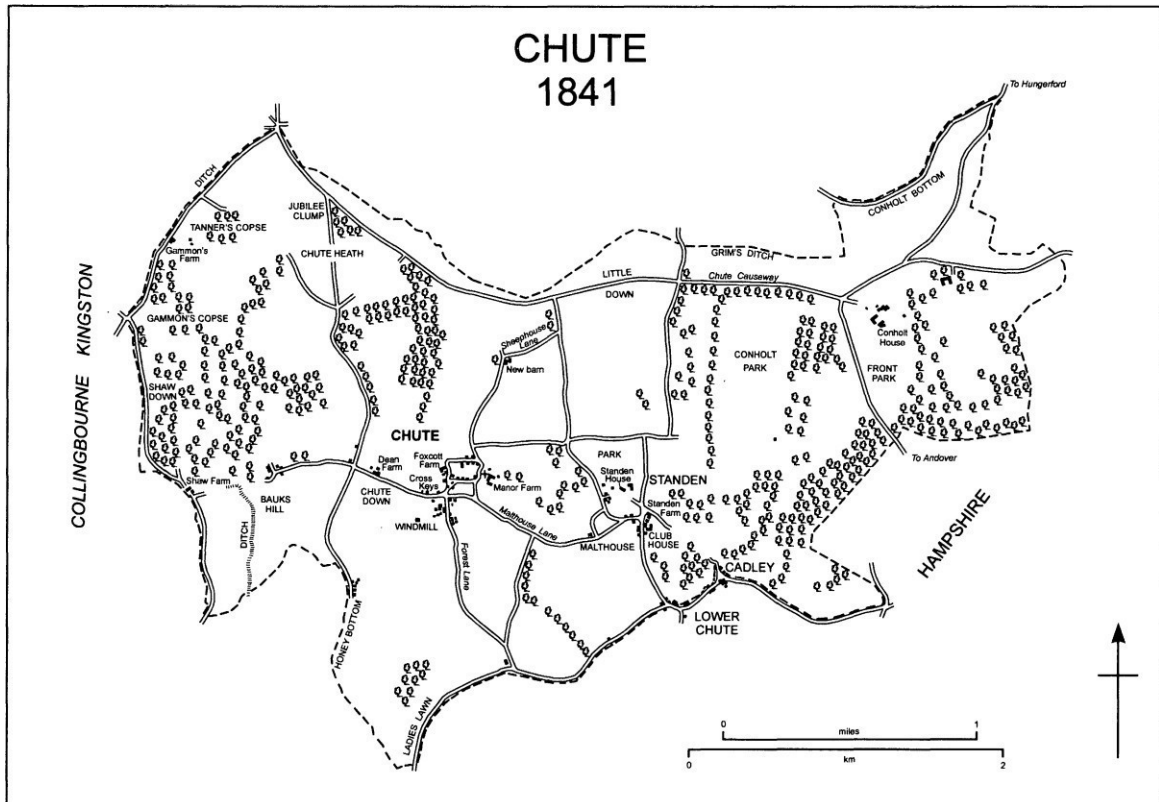 CHUTE
1841
To Hungerford
DITCH
CONHOLT BOTTOM
JUBILEE
CLUMP
TANNER'S COPSE
Gammon's
Farm
CHUTE HEATH
GRIM'S DITCH
LITTLE
DOWN
Chute Causeway
COLLINGBOURNE KINGSTON
GAMMON'S COPSE
Sheephouse
Lane
New barn
Conholt
House
CONHOLT
PARK
FRONT
PARK
SHAW
DOWN
CHUTE
To Andover
Dean
Farm
Foxcott
Farm
Cross
Keys
Manor Farm
PARK
Standen
House
STANDEN
Standen
Farm
Shaw Farm
BAUKS
HILL
CHUTE
DOWN
WINDMILL
Malthouse Lane
MALTHOUSE
CLUB
HOUSE
DITCH
Forest Lane
CADLEY
HAMPSHIRE
LOWER
CHUTE
HONEY BOTTOM
LADIES LAWN
0
1
miles
0
2
km